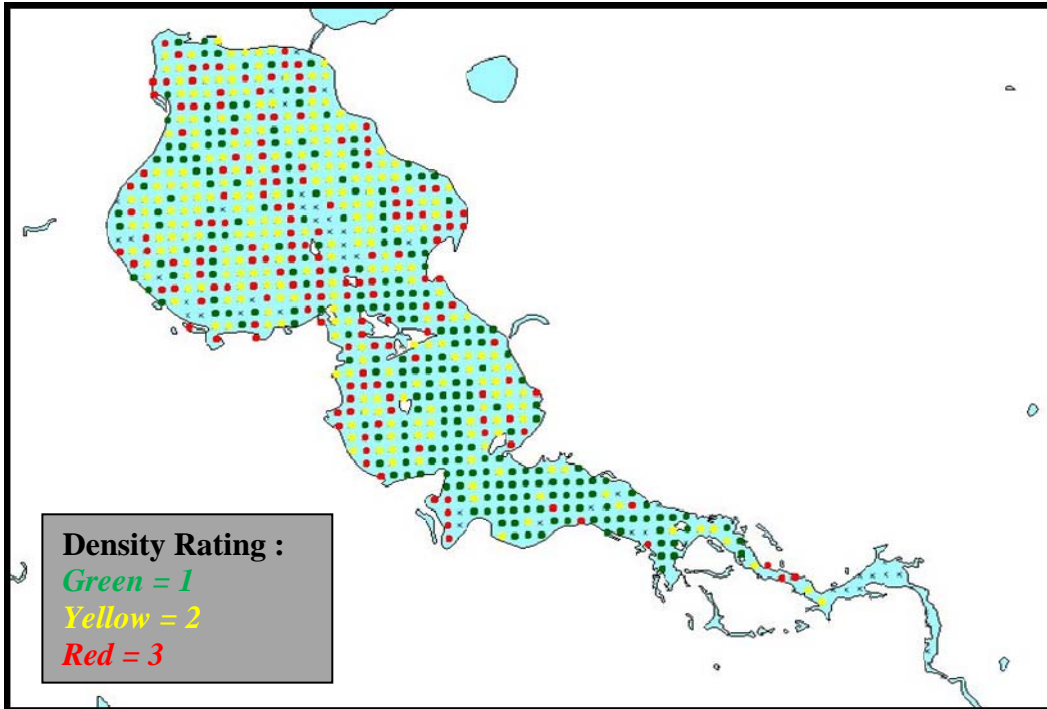 Density Rating :
Green = 1
Yellow = 2
Red = 3